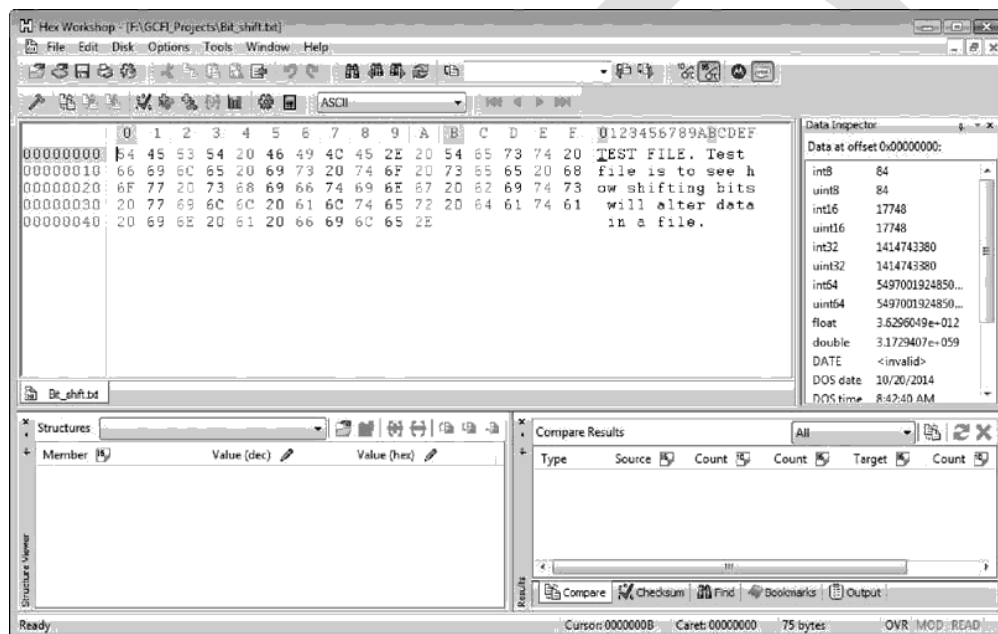 Hex Workshop - [F:\GCFI_Projects\Bit_shift.txt]
File Edit Disk Options Tools Window Help
ASCII
0 1 2 3 4 5 6 7 8 9 A B C D E F 0123456789ABCDEF
00000000 54 45 53 54 20 46 49 4C 45 2E 20 54 65 73 74 20 TEST FILE. Test
00000010 66 69 6C 65 20 69 73 20 74 6F 20 73 65 65 20 68 file is to see h
00000020 6F 77 20 73 68 69 66 74 69 6E 67 20 62 69 74 73 ow shifting bits
00000030 20 77 69 6C 6C 20 61 6C 74 65 72 20 64 61 74 61 will alter data
00000040 20 69 6E 20 61 20 66 69 6C 65 2E in a file.
Bit_shift.txt
Data Inspector
Data at offset 0x00000000:
int8 84
uint8 84
int16 17748
uint16 17748
int32 1414743380
uint32 1414743380
int64 5497001924850...
uint64 5497001924850...
float 3.6296049e+012
double 3.1729407e+059
DATE <invalid>
DOS date 10/20/2014
DOS time 8:42:40 AM
Structures
Member Value (dec) Value (hex)
Structure Viewer
Compare Results All
Type Source Count Count Target Count
Results
Compare Checksum Find Bookmarks Output
Ready Cursor: 0000000B Caret: 00000000 75 bytes OVR MOD READ